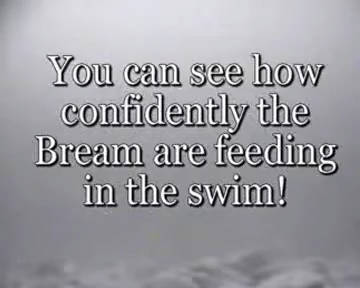 You can see how
confidently the
Bream are feeding
in the swim!